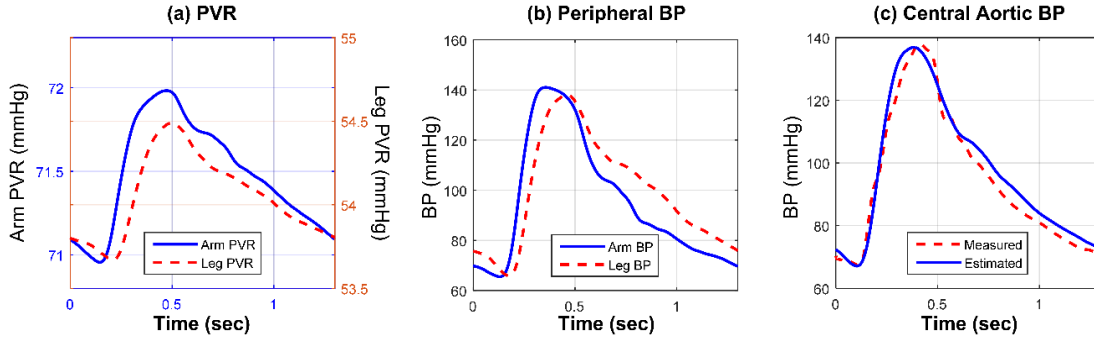 (a) PVR
Arm PVR (mmHg)
72
71.5
71
55
54.5
54
53.5
Leg PVR (mmHg)
Arm PVR
Leg PVR
0
0.5
1
Time (sec)
(b) Peripheral BP
BP (mmHg)
160
140
120
100
80
60
Arm BP
Leg BP
0
0.5
1
Time (sec)
(c) Central Aortic BP
BP (mmHg)
140
120
100
80
60
Measured
Estimated
0
0.5
1
Time (sec)